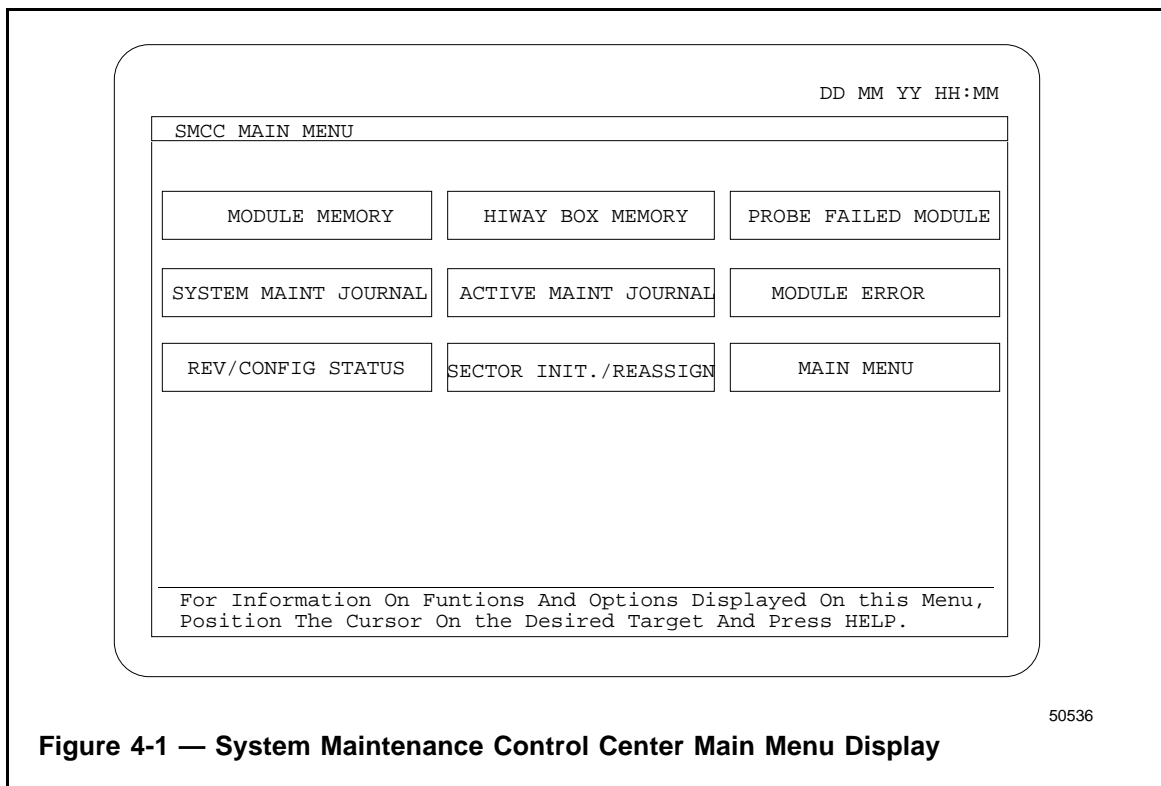 DD MM YY HH:MM
SMCC MAIN MENU
MODULE MEMORY
HIWAY BOX MEMORY
PROBE FAILED MODULE
SYSTEM MAINT JOURNAL
ACTIVE MAINT JOURNAL
MODULE ERROR
REV/CONFIG STATUS
SECTOR INIT./REASSIGN
MAIN MENU
For Information On Funtions And Options Displayed On this Menu,
Position The Cursor On the Desired Target And Press HELP.
50536
Figure 4-1 — System Maintenance Control Center Main Menu Display